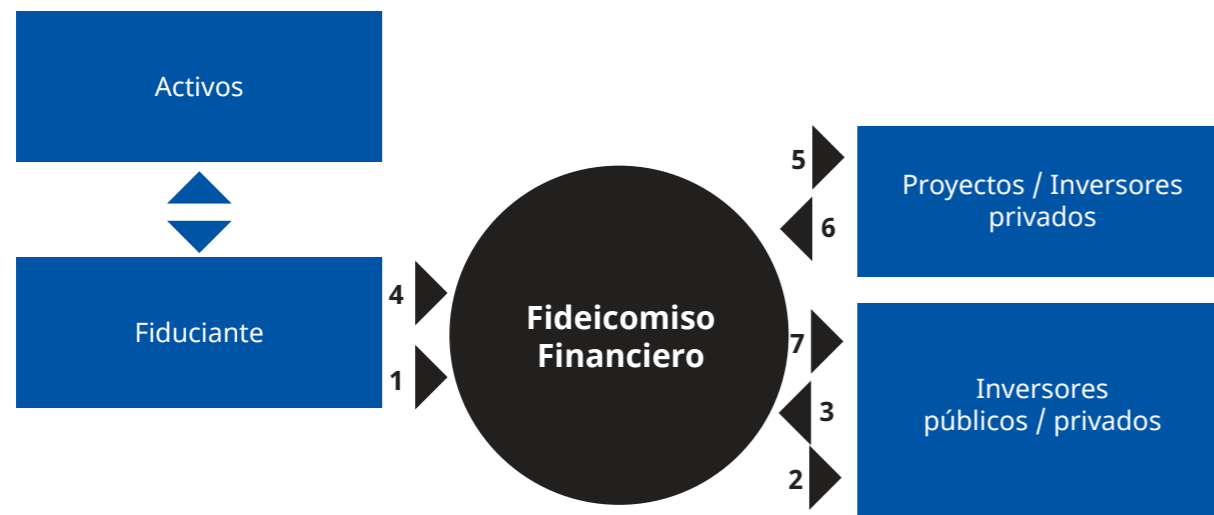 Activos
Fiduciante
4
1
Fideicomiso
Financiero
5
6
7
3
2
Proyectos / Inversores
privados
Inversores
públicos / privados